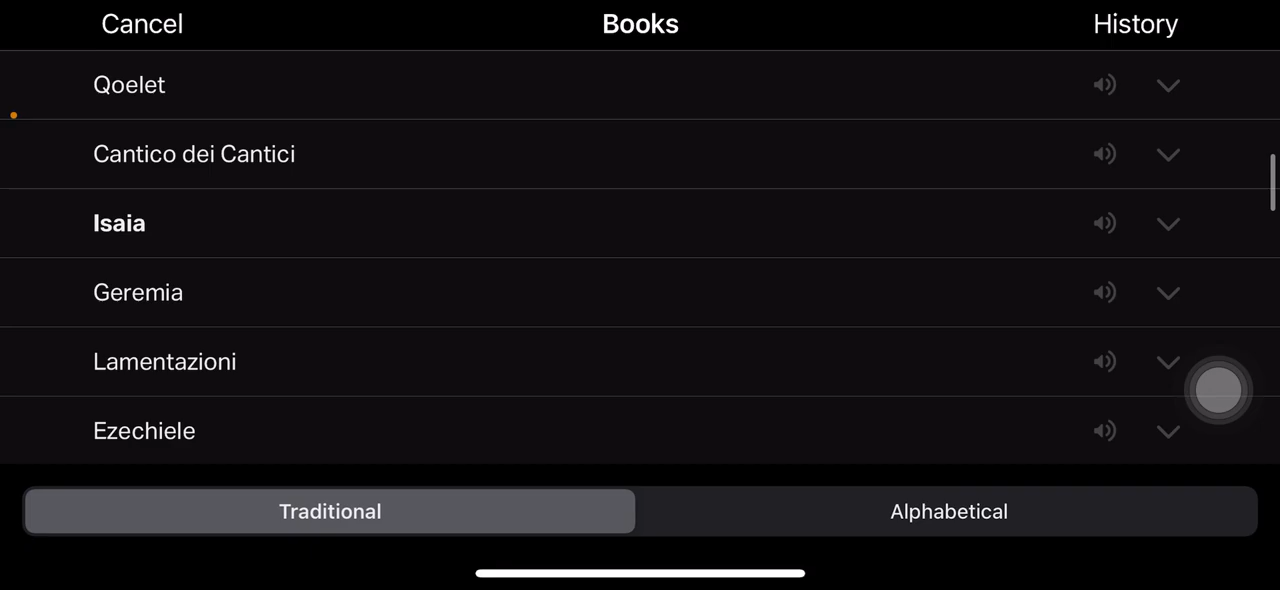 Cancel Books History
Qoelet
Cantico dei Cantici
Isaia
Geremia
Lamentazioni
Ezechiele
Traditional Alphabetical